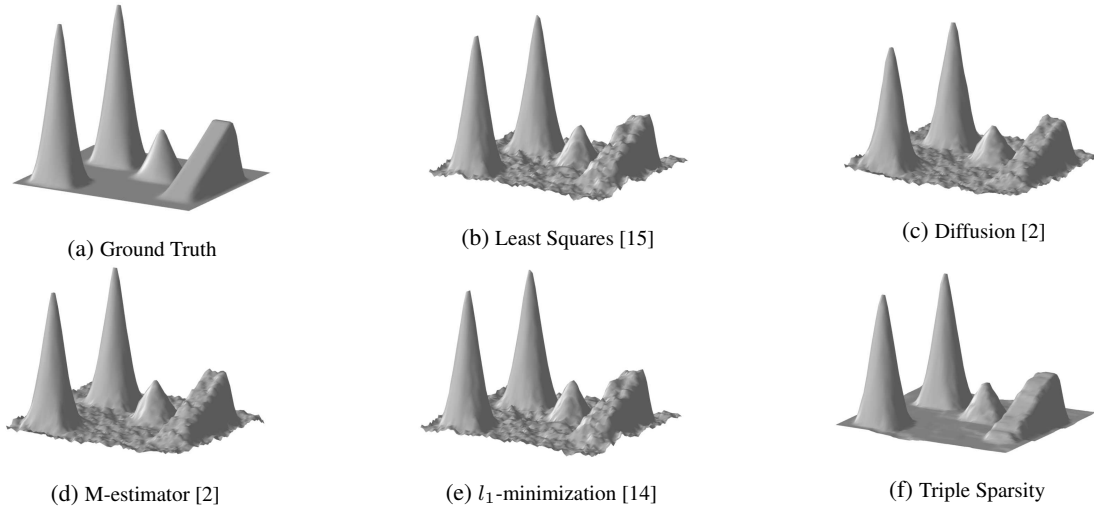 (a) Ground Truth
(b) Least Squares [15]
(c) Diffusion [2]
(d) M-estimator [2]
(e) l₁-minimization [14]
(f) Triple Sparsity